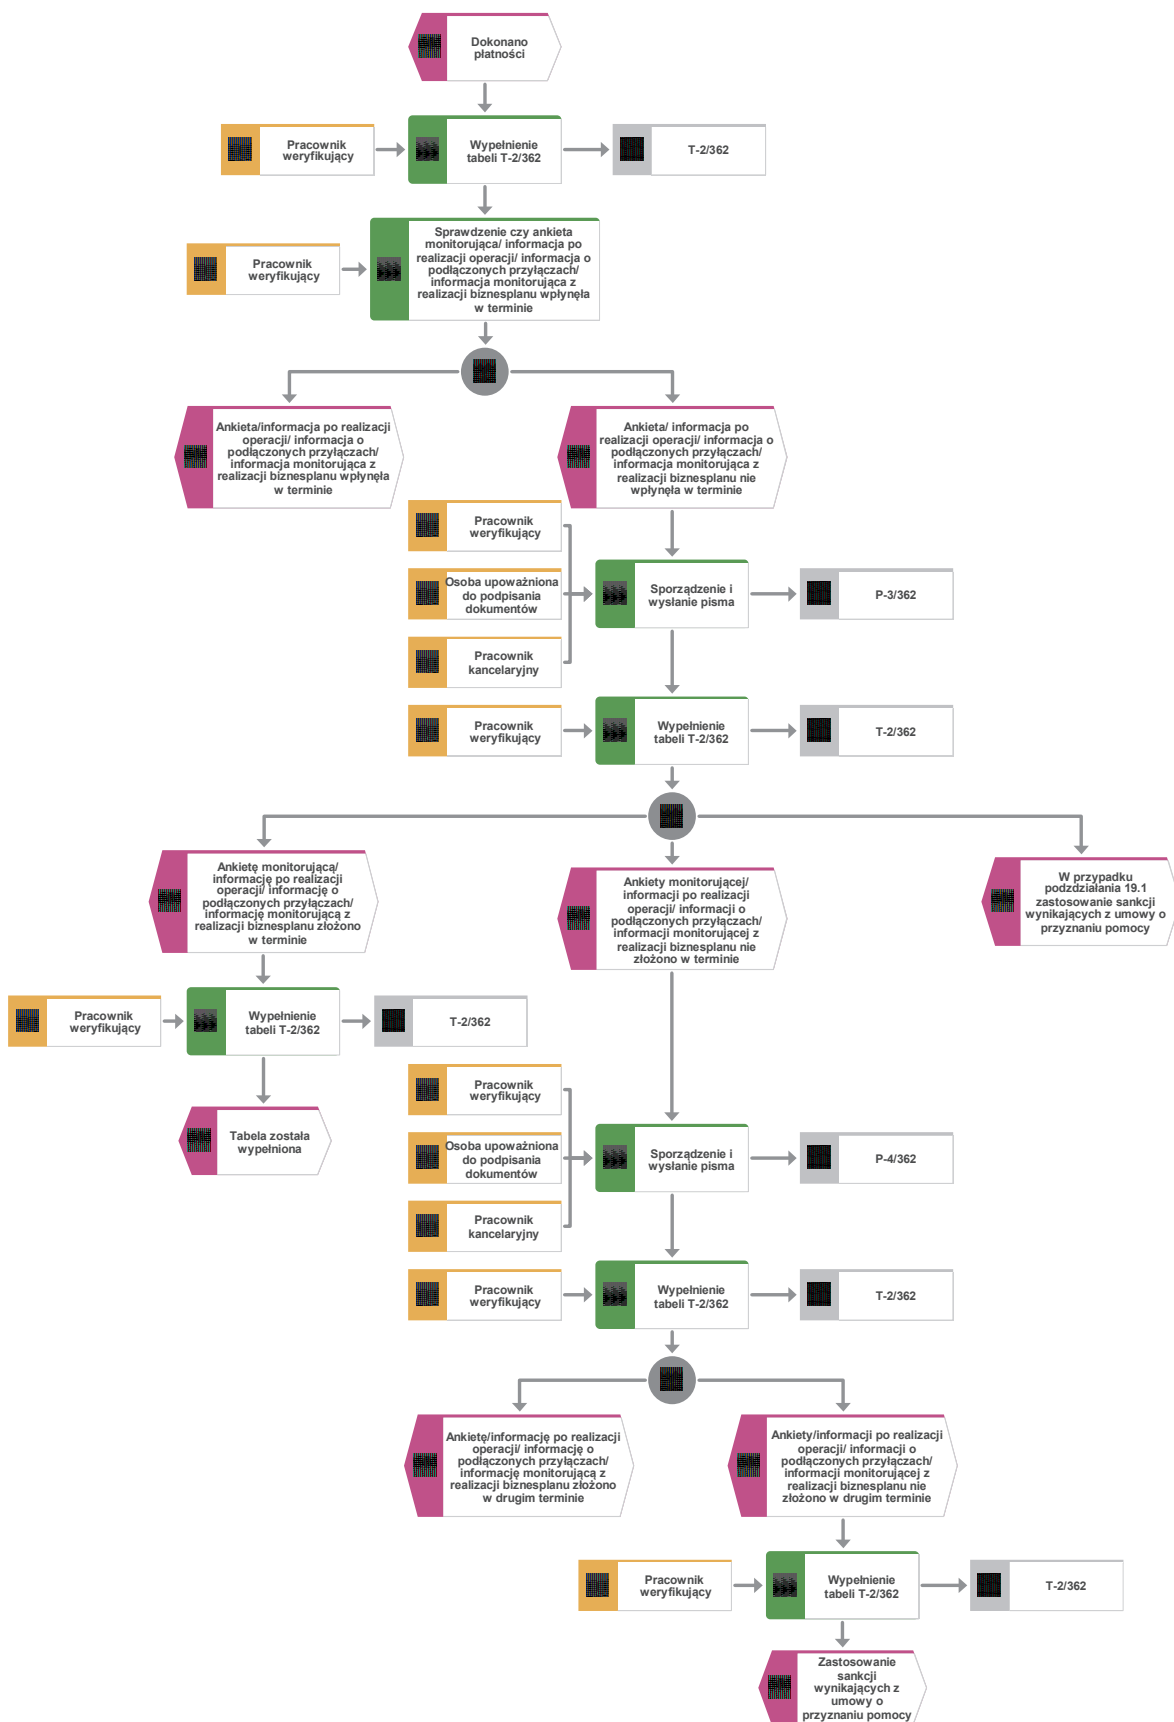 Dokonano
płatności
Pracownik
weryfikujący
Wypełnienie
tabeli T-2/362
T-2/362
Pracownik
weryfikujący
Sprawdzenie czy ankieta
monitorująca/ informacja po
realizacji operacji/ informacja o
podłączonych przyłączach/
informacja monitorująca z
realizacji biznesplanu wpłynęła
w terminie
Ankieta/informacja po realizacji
operacji/ informacja o
podłączonych przyłączach/
informacja monitorująca z
realizacji biznesplanu wpłynęła
w terminie
Ankieta/ informacja po
realizacji operacji/ informacja o
podłączonych przyłączach/
informacja monitorująca z
realizacji biznesplanu nie
wpłynęła w terminie
Pracownik
weryfikujący
Osoba upoważniona
do podpisania
dokumentów
Pracownik
kancelaryjny
Sporządzenie i
wysłanie pisma
P-3/362
Pracownik
weryfikujący
Wypełnienie
tabeli T-2/362
T-2/362
Ankietę monitorującą/
informację po realizacji
operacji/ informację o
podłączonych przyłączach/
informację monitorującą z
realizacji biznesplanu złożono
w terminie
Ankiety monitorującej/
informacji po realizacji
operacji/ informacji o
podłączonych przyłączach/
informacji monitorującej z
realizacji biznesplanu nie
złożono w terminie
W przypadku
podzdziałania 19.1
zastosowanie sankcji
wynikających z umowy o
przyznaniu pomocy
Pracownik
weryfikujący
Wypełnienie
tabeli T-2/362
T-2/362
Tabela została
wypełniona
Pracownik
weryfikujący
Osoba upoważniona
do podpisania
dokumentów
Pracownik
kancelaryjny
Sporządzenie i
wysłanie pisma
P-4/362
Pracownik
weryfikujący
Wypełnienie
tabeli T-2/362
T-2/362
Ankietę/informację po realizacji
operacji/ informację o
podłączonych przyłączach/
informację monitorującą z
realizacji biznesplanu złożono
w drugim terminie
Ankiety/informacji po realizacji
operacji/ informacji o
podłączonych przyłączach/
informacji monitorującej z
realizacji biznesplanu nie
złożono w drugim terminie
Pracownik
weryfikujący
Wypełnienie
tabeli T-2/362
T-2/362
Zastosowanie
sankcji
wynikających z
umowy o
przyznaniu pomocy